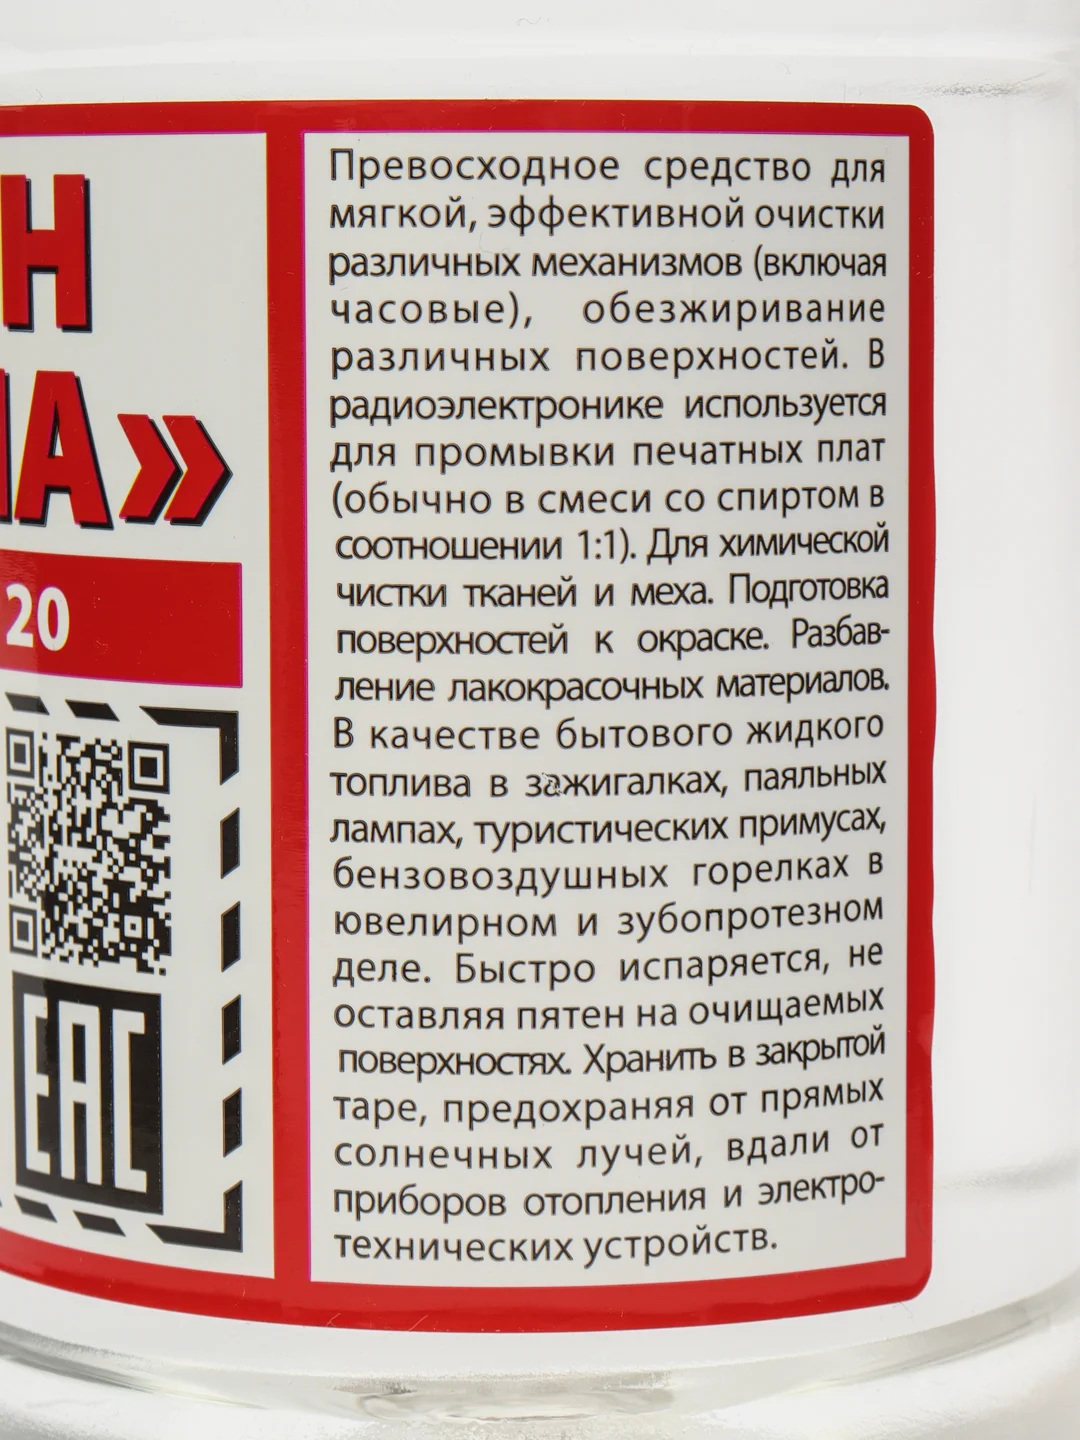 Н
ЛА»
20
EAC
Превосходное средство для
мягкой, эффективной очистки
различных механизмов (включая
часовые), обезжиривание
различных поверхностей. В
радиоэлектронике используется
для промывки печатных плат
(обычно в смеси со спиртом в
соотношении 1:1). Для химической
чистки тканей и меха. Подготовка
поверхностей к окраске. Разбав-
ление лакокрасочных материалов.
В качестве бытового жидкого
топлива в зажигалках, паяльных
лампах, туристических примусах,
бензовоздушных горелках в
ювелирном и зубопротезном
деле. Быстро испаряется, не
оставляя пятен на очищаемых
поверхностях. Хранить в закрытой
таре, предохраняя от прямых
солнечных лучей, вдали от
приборов отопления и электро-
технических устройств.